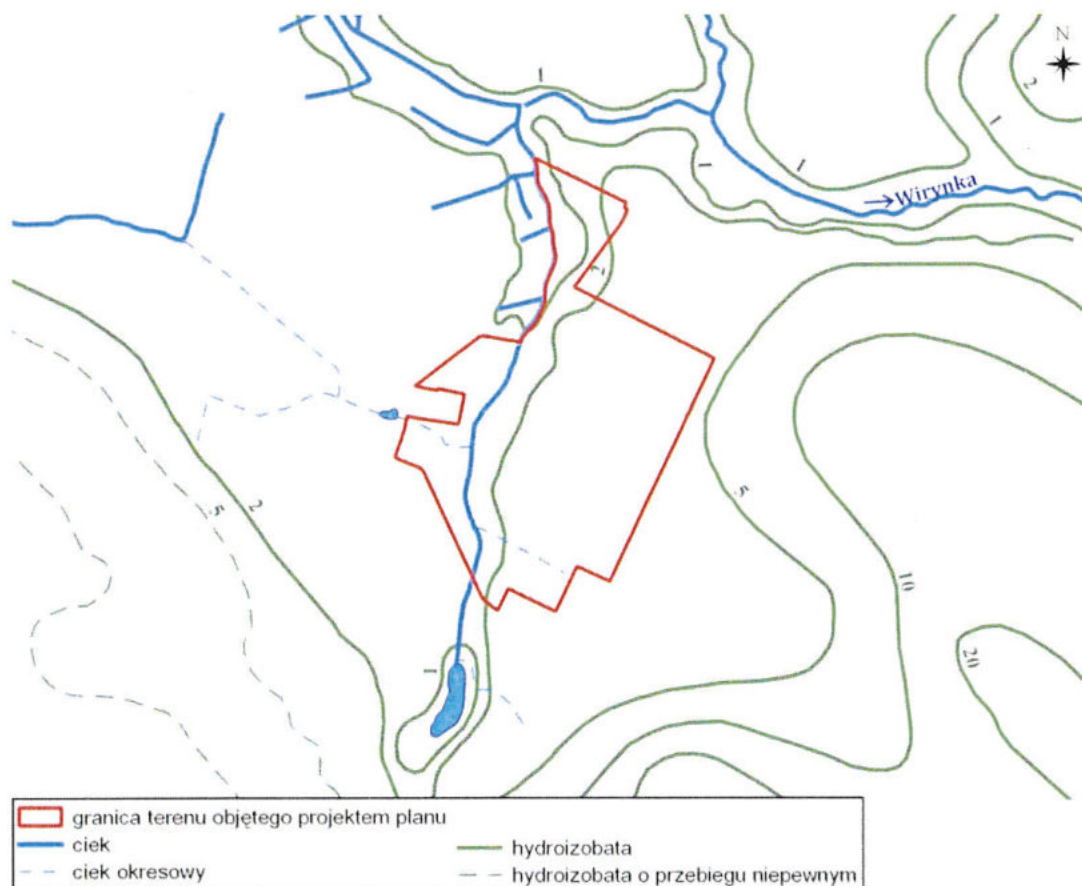 N
1
2
1
1
1
→Wirynka
2
5
2
5
10
20
1
granica terenu objętego projektem planu
ciek
ciek okresowy
hydroizobata
hydroizobata o przebiegu niepewnym